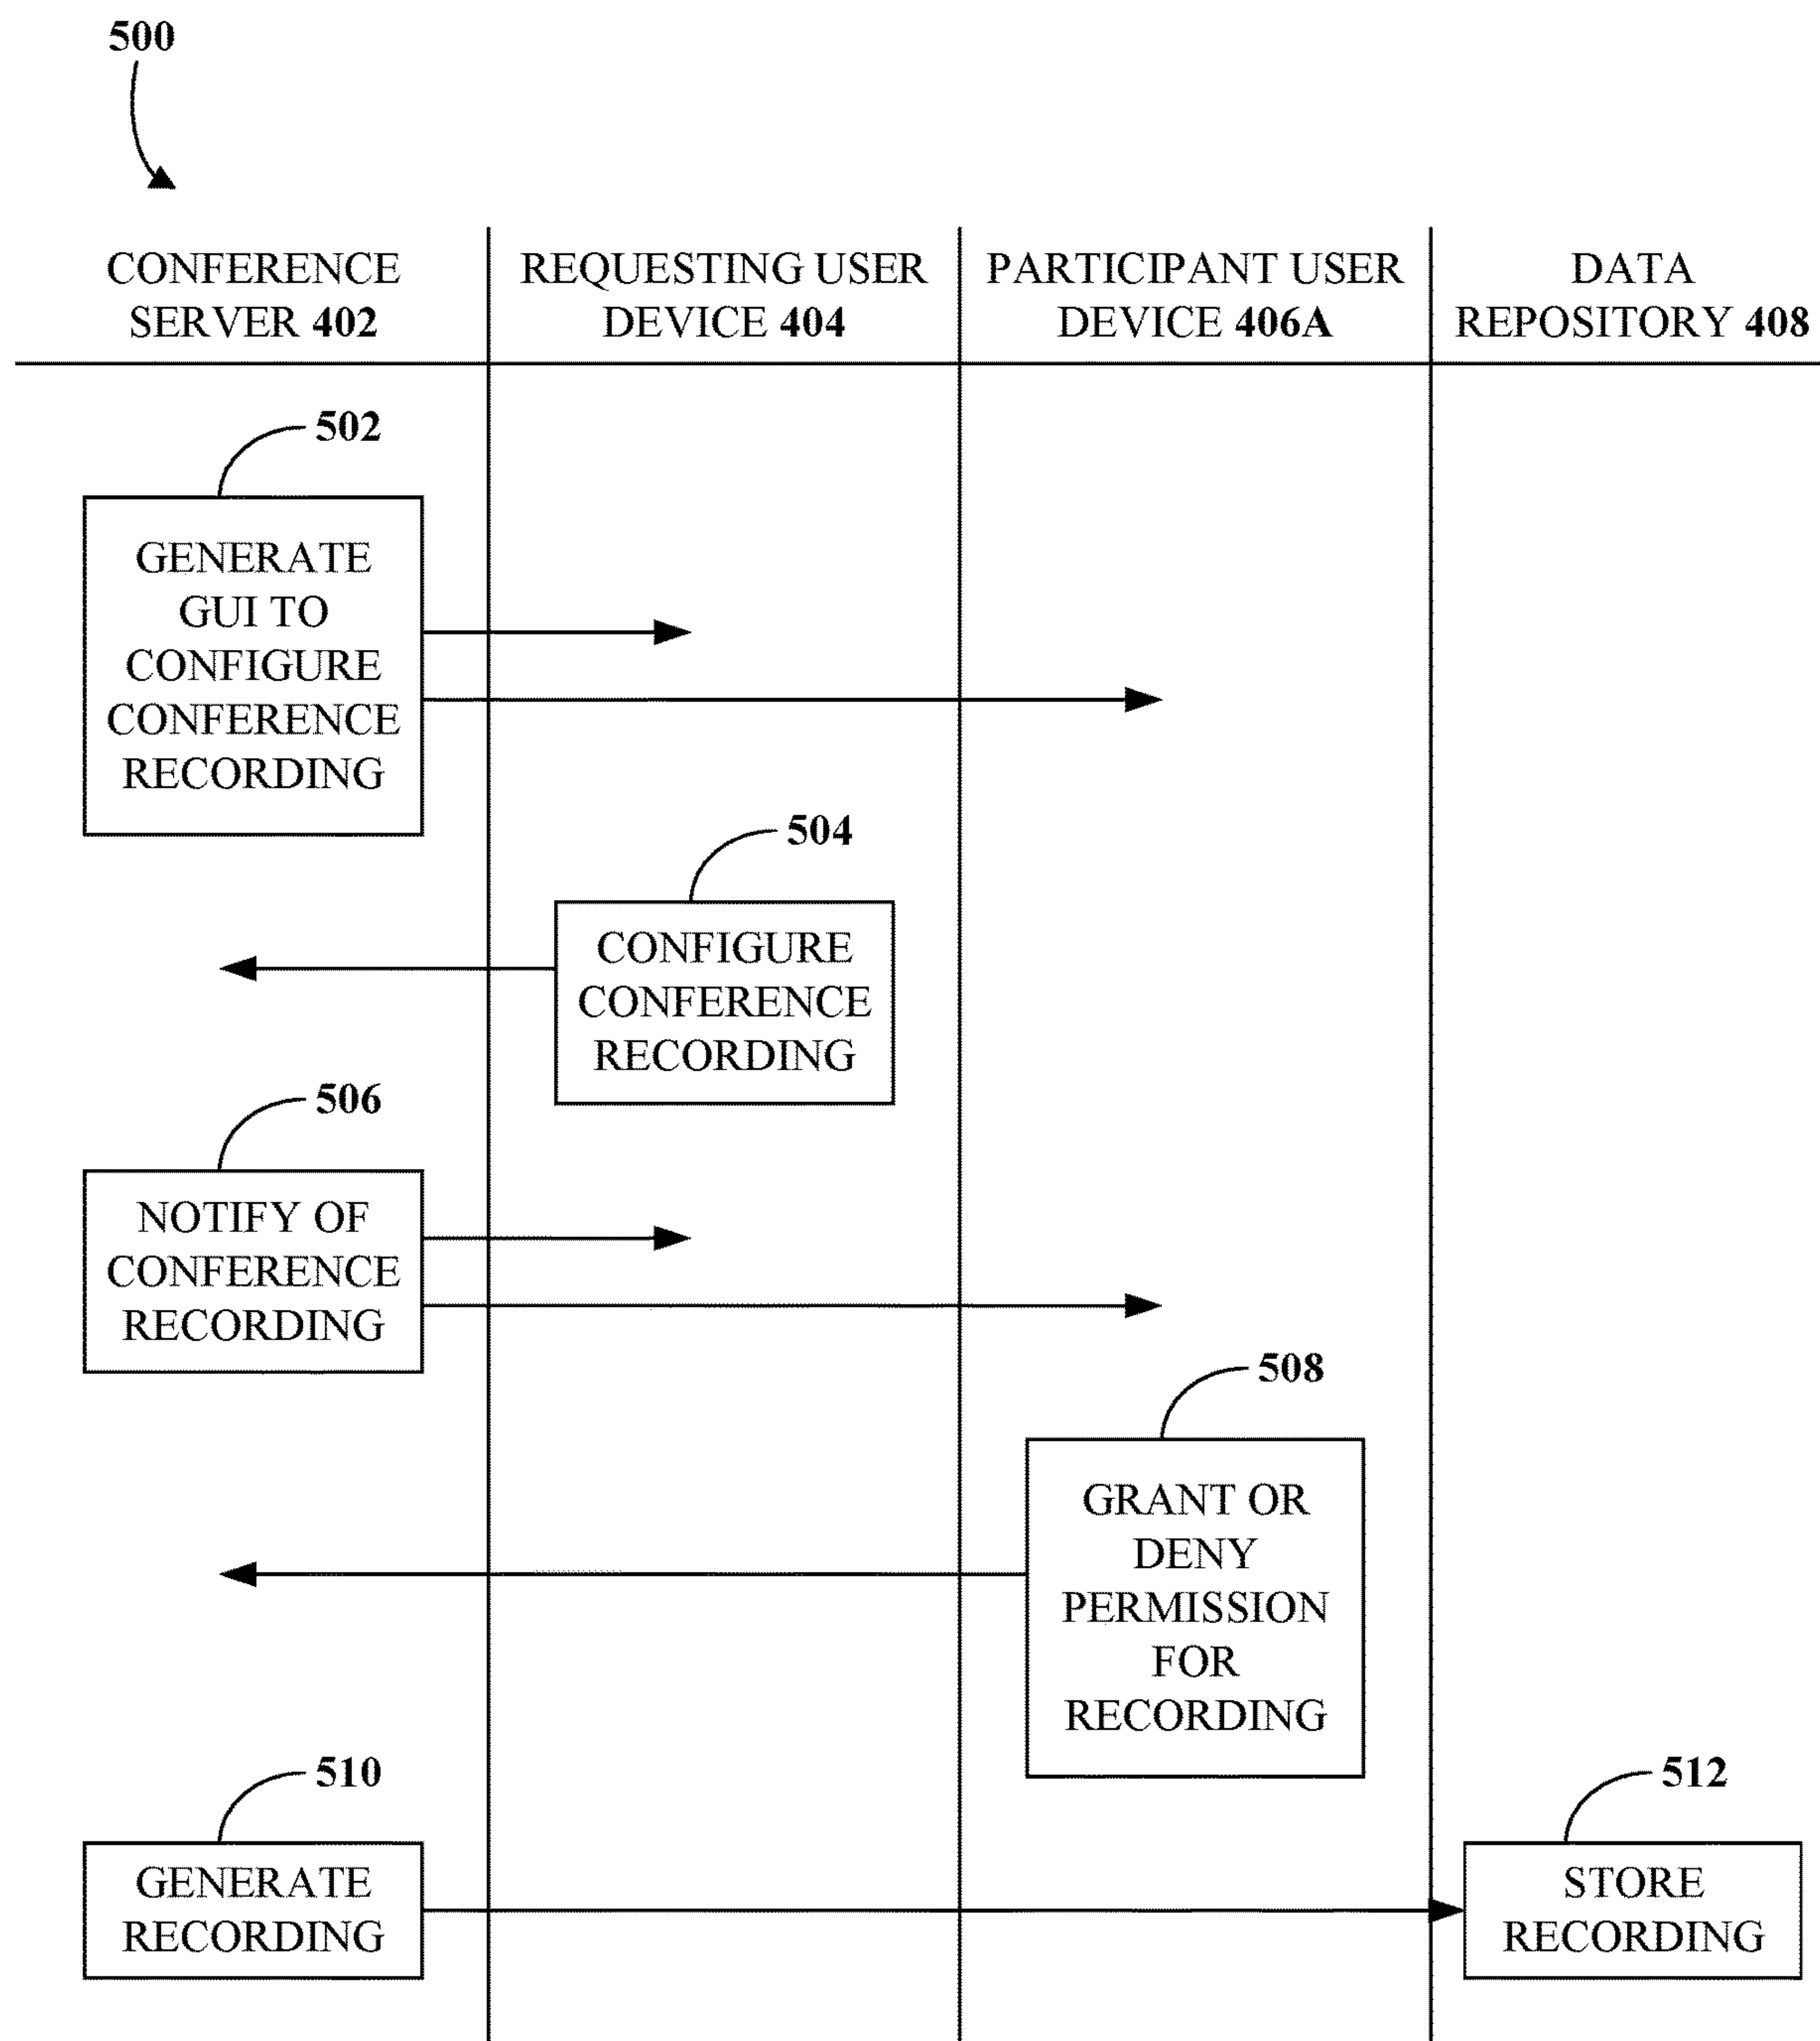 500
CONFERENCE
SERVER 402
REQUESTING USER
DEVICE 404
PARTICIPANT USER
DEVICE 406A
DATA
REPOSITORY 408
502
GENERATE
GUI TO
CONFIGURE
CONFERENCE
RECORDING
504
CONFIGURE
CONFERENCE
RECORDING
506
NOTIFY OF
CONFERENCE
RECORDING
508
GRANT OR
DENY
PERMISSION
FOR
RECORDING
510
GENERATE
RECORDING
512
STORE
RECORDING